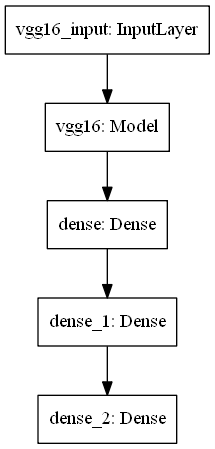 vgg16_input: InputLayer
vgg16: Model
dense: Dense
dense_1: Dense
dense_2: Dense